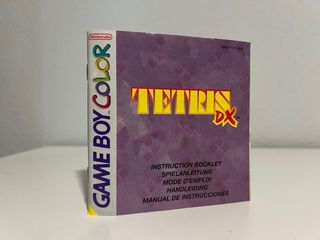 Nintendo
GAME BOY COLOR
TETRIS
DX
INSTRUCTION BOOKLET
SPIELANLEITUNG
MODE D'EMPLOI
HANDLEIDING
MANUAL DE INSTRUCCIONES